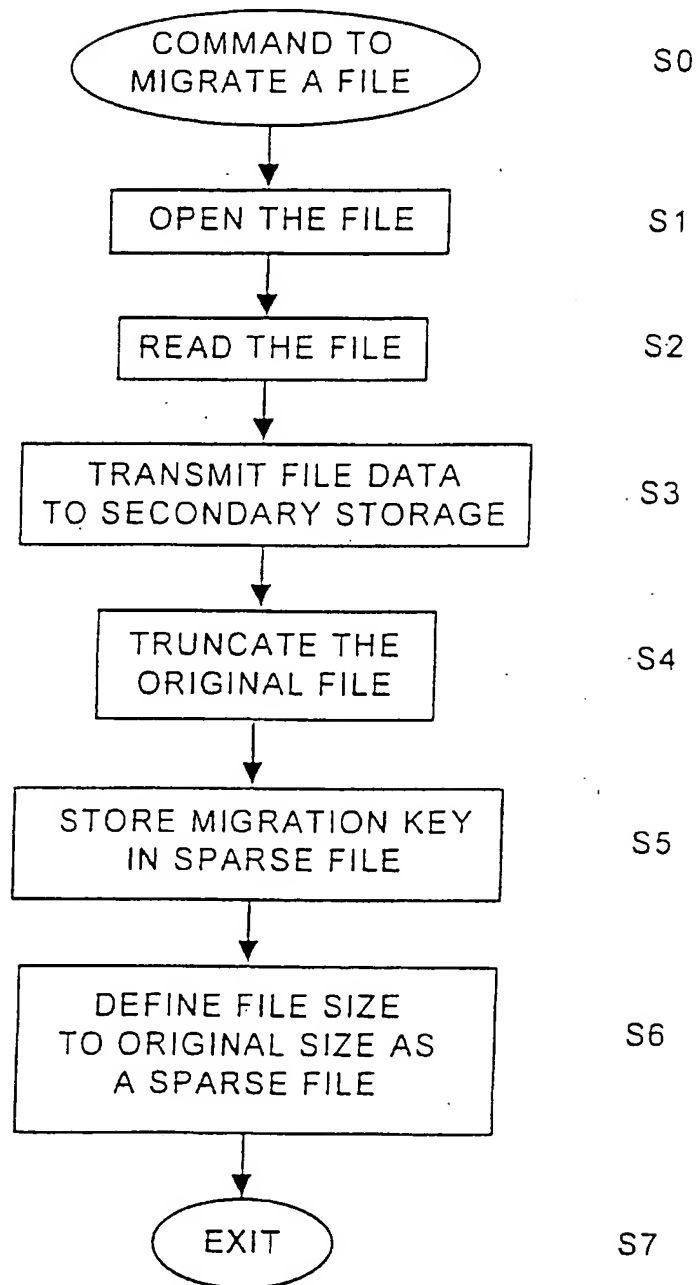 COMMAND TO
MIGRATE A FILE
S0
OPEN THE FILE
S1
READ THE FILE
S2
TRANSMIT FILE DATA
TO SECONDARY STORAGE
S3
TRUNCATE THE
ORIGINAL FILE
S4
STORE MIGRATION KEY
IN SPARSE FILE
S5
DEFINE FILE SIZE
TO ORIGINAL SIZE AS
A SPARSE FILE
S6
EXIT
S7